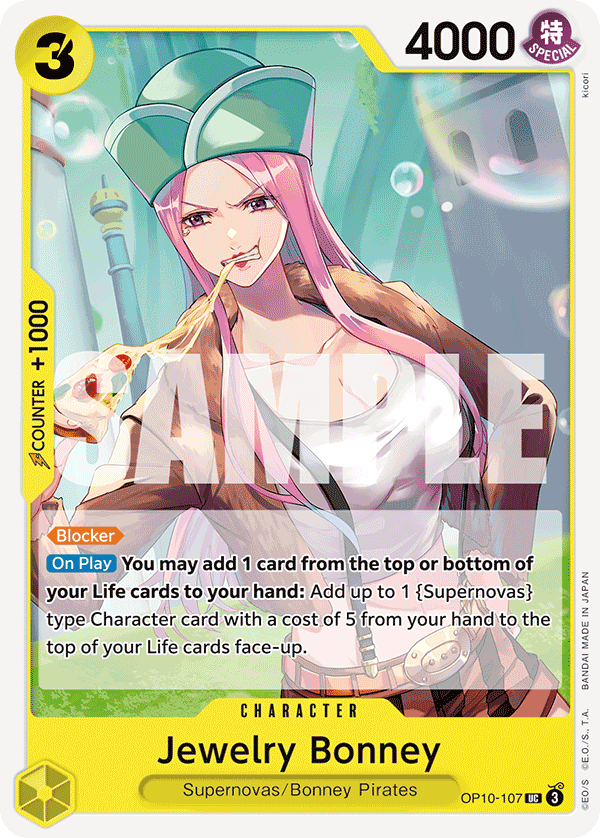 3
4000
特
SPECIAL
kicori
COUNTER +1000
SAMPLE
Blocker
On Play You may add 1 card from the top or bottom of
your Life cards to your hand: Add up to 1 {Supernovas}
type Character card with a cost of 5 from your hand to the
top of your Life cards face-up.
CHARACTER
Jewelry Bonney
Supernovas/Bonney Pirates
OP10-107 UC 3
©E.O/S ©E.O./S., T.A. BANDAI MADE IN JAPAN